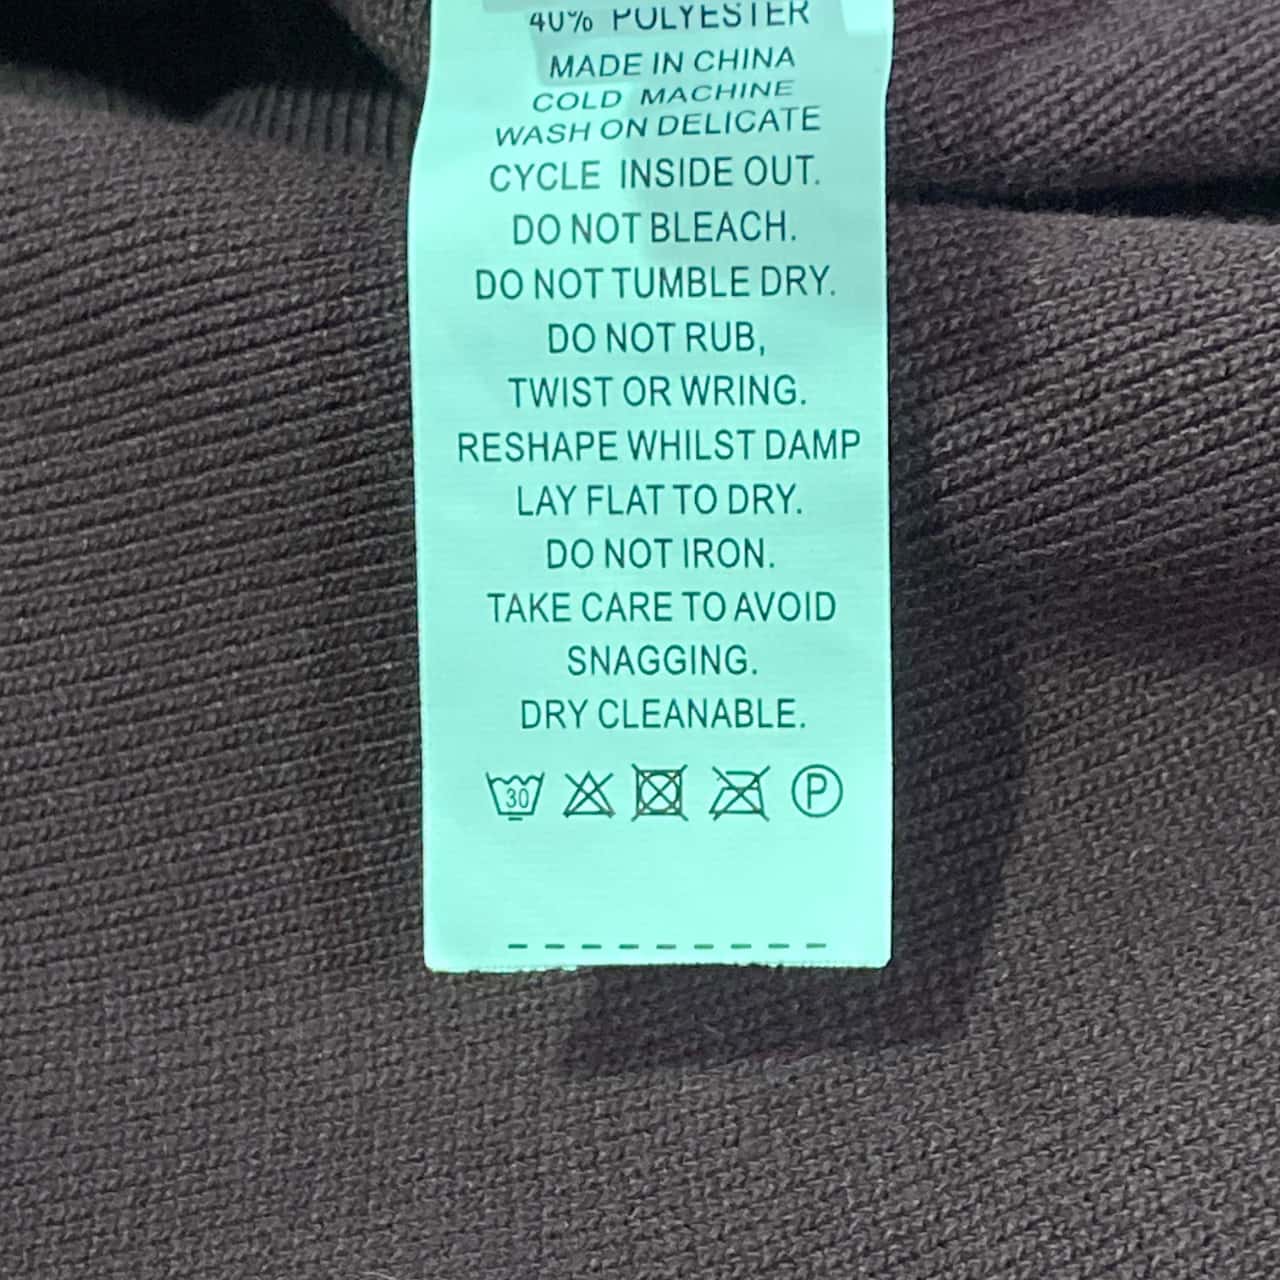 40% POLYESTER
MADE IN CHINA
COLD MACHINE
WASH ON DELICATE
CYCLE INSIDE OUT.
DO NOT BLEACH.
DO NOT TUMBLE DRY.
DO NOT RUB,
TWIST OR WRING.
RESHAPE WHILST DAMP
LAY FLAT TO DRY.
DO NOT IRON.
TAKE CARE TO AVOID
SNAGGING.
DRY CLEANABLE.
30 P